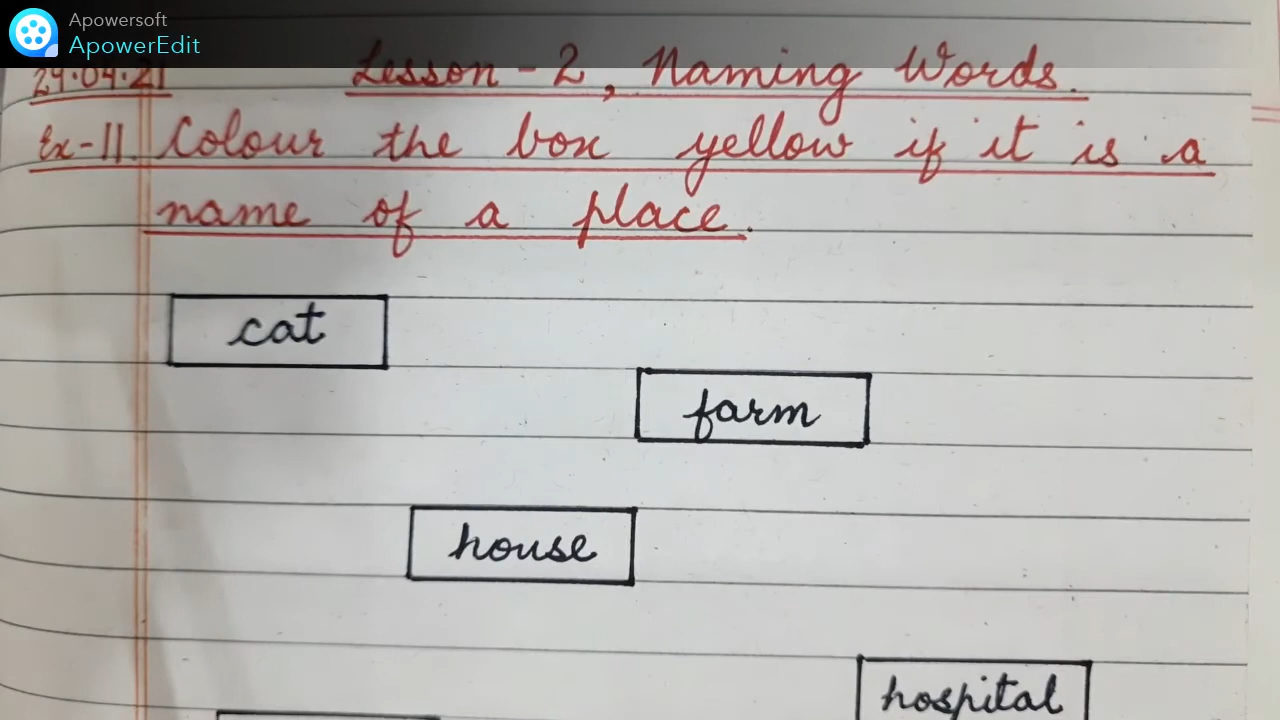 Apowersoft
ApowerEdit
24.04.21 Lesson - 2, Naming Words.
Ex-11. Colour the box yellow if it is a
name of a place.
cat
farm
house
hospital